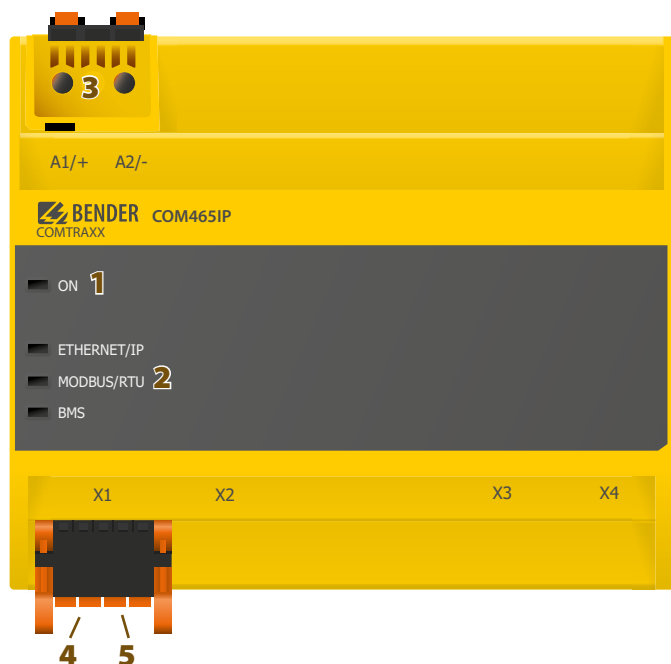 3
A1/+ A2/-
BENDER COM465IP
COMTRAXX
ON 1
ETHERNET/IP
MODBUS/RTU 2
BMS
X1 X2 X3 X4
4 5